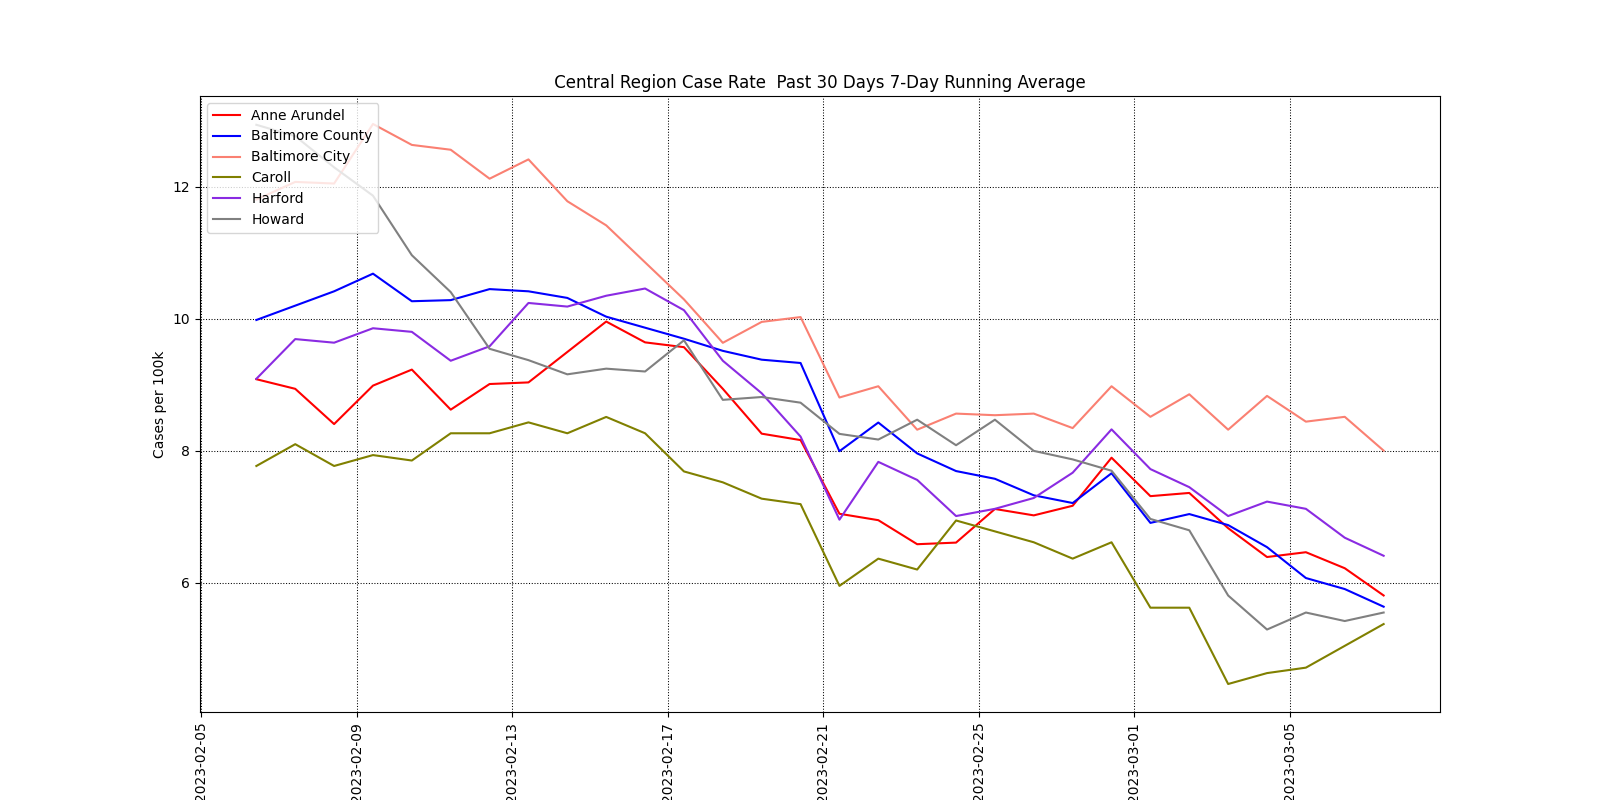 Central Region Case Rate  Past 30 Days 7-Day Running Average
Anne Arundel
Baltimore County
Baltimore City
Caroll
Harford
Howard
Cases per 100k
12
10
8
6
2023-02-05
2023-02-09
2023-02-13
2023-02-17
2023-02-21
2023-02-25
2023-03-01
2023-03-05